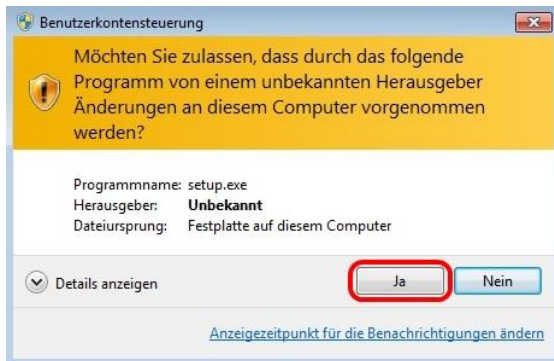 Benutzerkontensteuerung
Möchten Sie zulassen, dass durch das folgende
Programm von einem unbekannten Herausgeber
Änderungen an diesem Computer vorgenommen
werden?
Programmname: setup.exe
Herausgeber: Unbekannt
Dateiursprung: Festplatte auf diesem Computer
Details anzeigen Ja Nein
Anzeigezeitpunkt für die Benachrichtigungen ändern